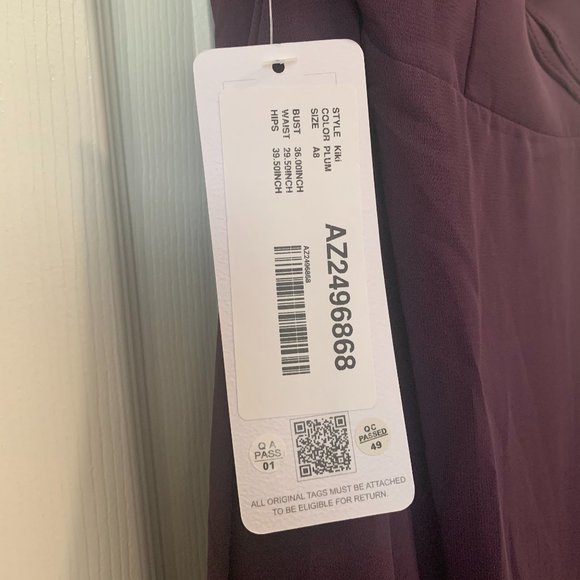 STYLE Kiki
COLOR PLUM
SIZE A8
BUST 36.00INCH
WAIST 29.50INCH
HIPS 39.50INCH
AZ2496868
AZ2496868
Q A
PASS
01
Q C
PASSED
49
ALL ORIGINAL TAGS MUST BE ATTACHED
TO BE ELIGIBLE FOR RETURN.